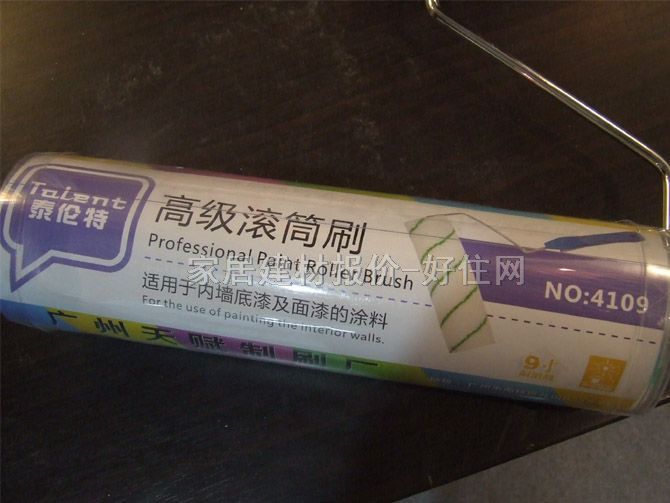 Talent
泰伦特
高级滚筒刷
Professional Paint Roller Brush
家居建材报价-好住网
适用于内墙底漆及面漆的涂料
For the use of painting the interior walls.
NO:4109
广州天赋制刷厂
9寸